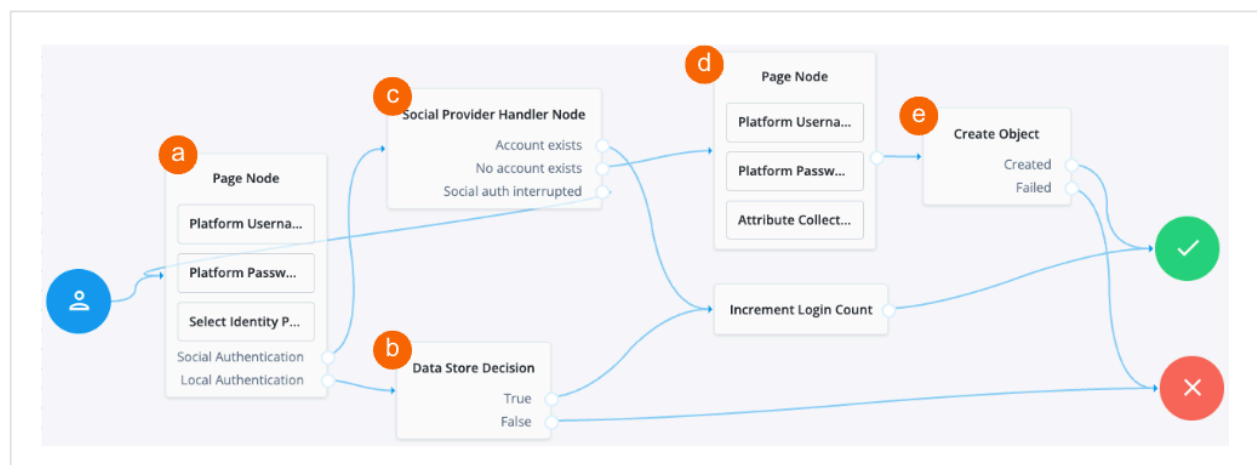 a
Page Node
Platform Userna...
Platform Passw...
Select Identity P...
Social Authentication
Local Authentication
c
Social Provider Handler Node
Account exists
No account exists
Social auth interrupted
b
Data Store Decision
True
False
d
Page Node
Platform Userna...
Platform Passw...
Attribute Collect...
Increment Login Count
e
Create Object
Created
Failed